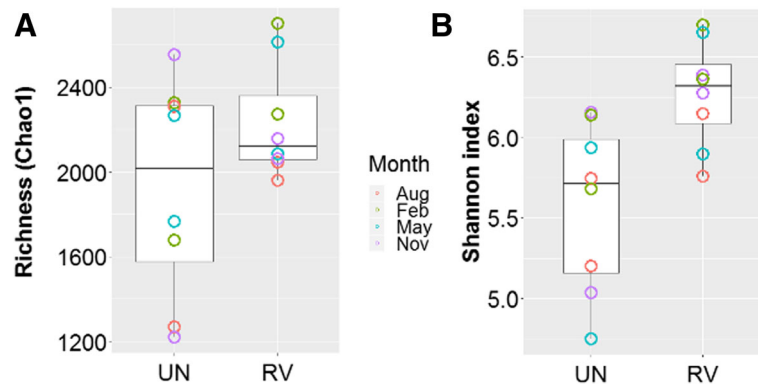 A
Richness (Chao1)
2400
2000
1600
1200
UN RV
Month
Aug
Feb
May
Nov
B
Shannon index
6.5
6.0
5.5
5.0
UN RV